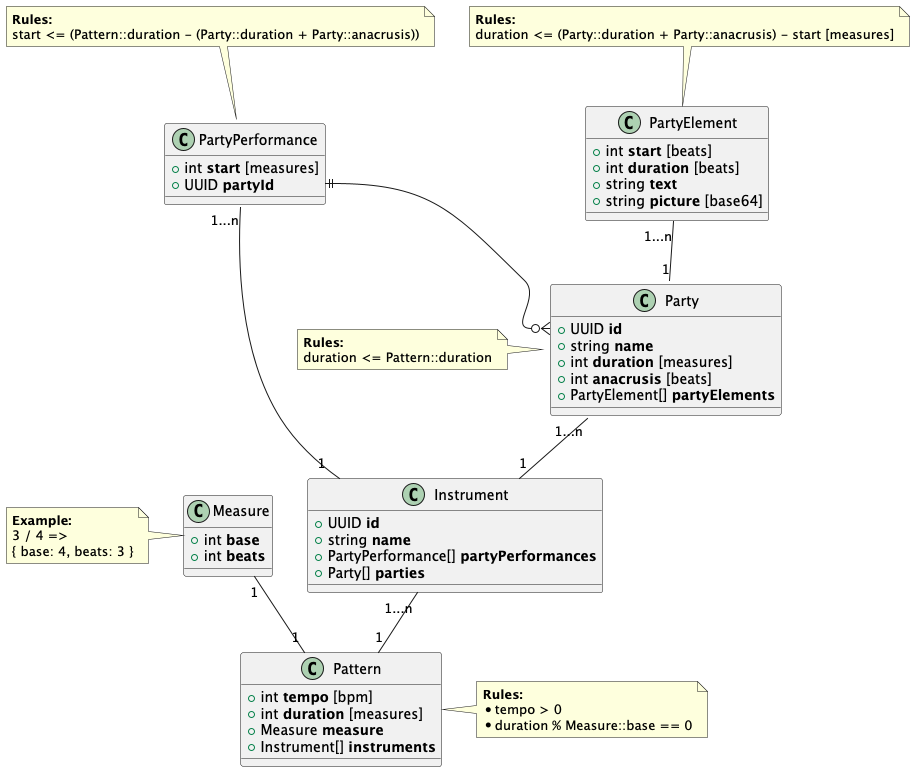 Rules:
start <= (Pattern::duration – (Party::duration + Party::anacrusis))
Rules:
duration <= (Party::duration + Party::anacrusis) – start [measures]
C PartyPerformance
int start [measures]
UUID partyId
C PartyElement
int start [beats]
int duration [beats]
string text
string picture [base64]
1...n
1...n
1
C Party
UUID id
string name
int duration [measures]
int anacrusis [beats]
PartyElement[] partyElements
Rules:
duration <= Pattern::duration
1...n
1
1
C Instrument
UUID id
string name
PartyPerformance[] partyPerformances
Party[] parties
C Measure
int base
int beats
Example:
3 / 4 =>
{ base: 4, beats: 3 }
1
1...n
1
1
C Pattern
int tempo [bpm]
int duration [measures]
Measure measure
Instrument[] instruments
Rules:
• tempo > 0
• duration % Measure::base == 0